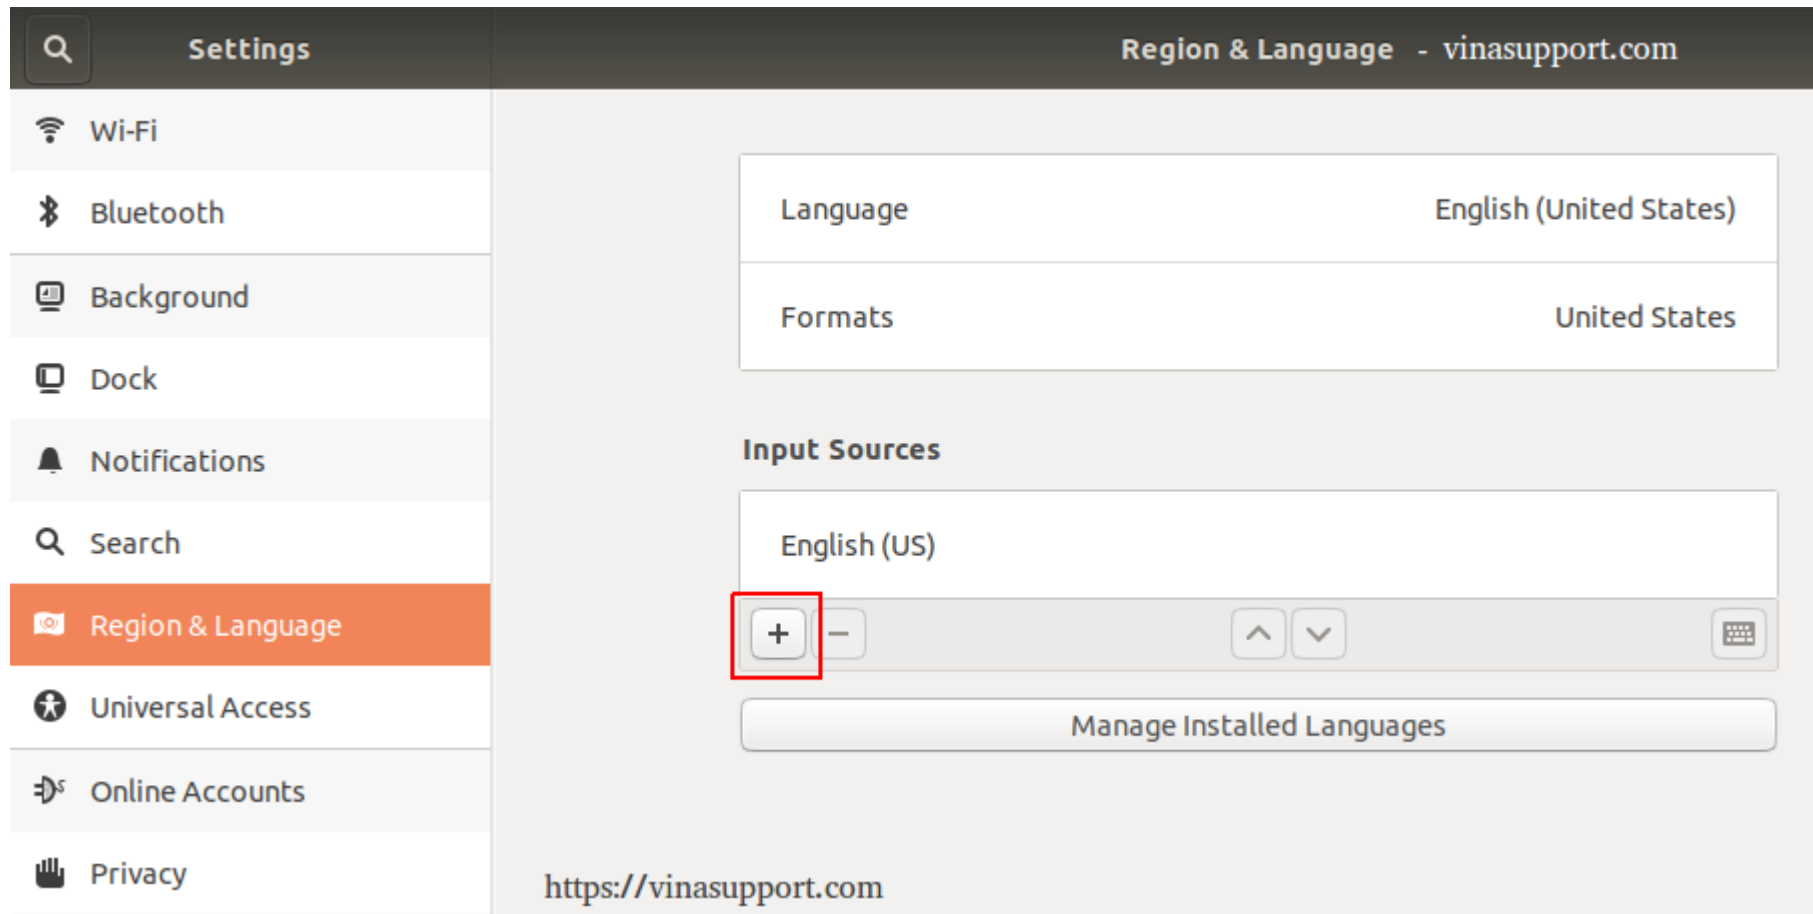 Settings
Region & Language - vinasupport.com
Wi-Fi
Bluetooth
Background
Dock
Notifications
Search
Region & Language
Universal Access
Online Accounts
Privacy
Language English (United States)
Formats United States
Input Sources
English (US)
Manage Installed Languages
https://vinasupport.com